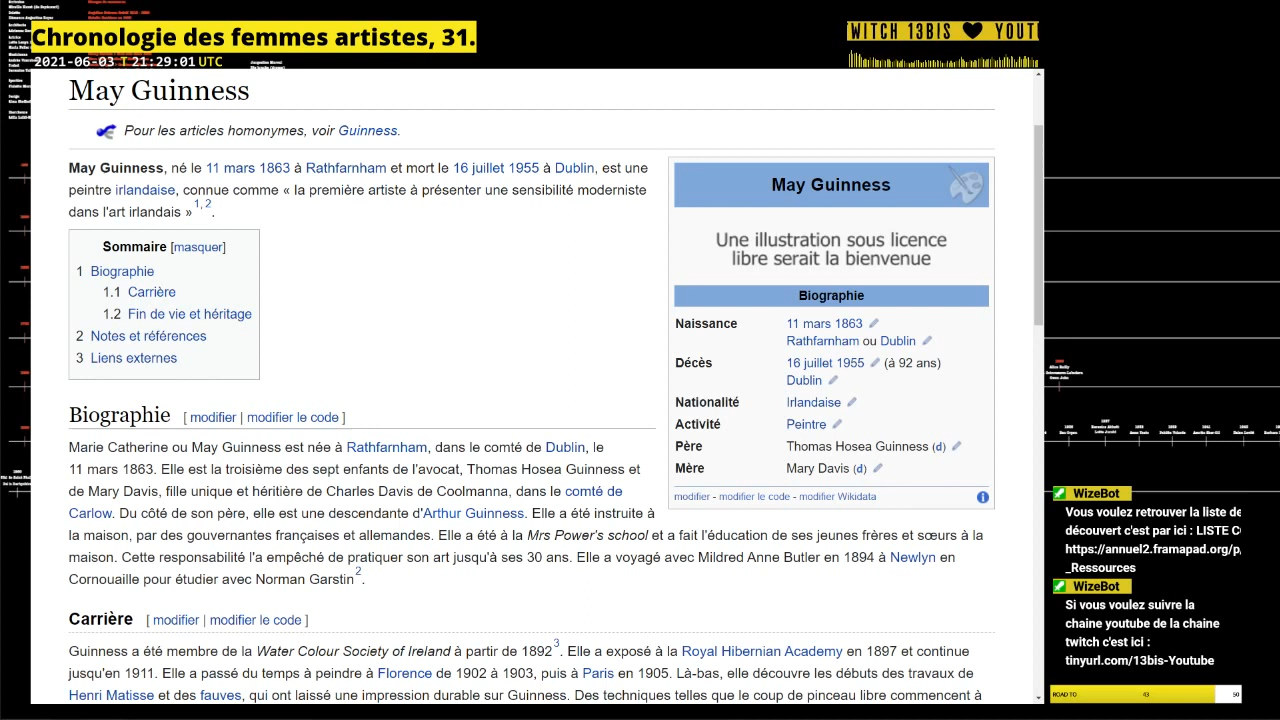 Chronologie des femmes artistes, 31.
2021-06-03 T 21:29:01 UTC
WITCH 13BIS ♥ YOUT
May Guinness
Pour les articles homonymes, voir Guinness.
May Guinness, né le 11 mars 1863 à Rathfarnham et mort le 16 juillet 1955 à Dublin, est une
peintre irlandaise, connue comme « la première artiste à présenter une sensibilité moderniste
dans l'art irlandais »1, 2.
Sommaire [masquer]
1 Biographie
1.1 Carrière
1.2 Fin de vie et héritage
2 Notes et références
3 Liens externes
May Guinness
Une illustration sous licence
libre serait la bienvenue
Biographie
Naissance 11 mars 1863
Rathfarnham ou Dublin
Décès 16 juillet 1955 (à 92 ans)
Dublin
Nationalité Irlandaise
Activité Peintre
Père Thomas Hosea Guinness (d)
Mère Mary Davis (d)
modifier - modifier le code - modifier Wikidata
Biographie [ modifier | modifier le code ]
Marie Catherine ou May Guinness est née à Rathfarnham, dans le comté de Dublin, le
11 mars 1863. Elle est la troisième des sept enfants de l'avocat, Thomas Hosea Guinness et
de Mary Davis, fille unique et héritière de Charles Davis de Coolmanna, dans le comté de
Carlow. Du côté de son père, elle est une descendante d'Arthur Guinness. Elle a été instruite à
la maison, par des gouvernantes françaises et allemandes. Elle a été à la Mrs Power's school et a fait l'éducation de ses jeunes frères et sœurs à la
maison. Cette responsabilité l'a empêché de pratiquer son art jusqu'à ses 30 ans. Elle a voyagé avec Mildred Anne Butler en 1894 à Newlyn en
Cornouaille pour étudier avec Norman Garstin2.
Carrière [ modifier | modifier le code ]
Guinness a été membre de la Water Colour Society of Ireland à partir de 18923. Elle a exposé à la Royal Hibernian Academy en 1897 et continue
jusqu'en 1911. Elle a passé du temps à peindre à Florence de 1902 à 1903, puis à Paris en 1905. Là-bas, elle découvre les débuts des travaux de
Henri Matisse et des fauves, qui ont laissé une impression durable sur Guinness. Des techniques telles que le coup de pinceau libre commencent à
WizeBot
Vous voulez retrouver la liste de
découvert c'est par ici : LISTE
https://annuel2.framapad.org/p/
_Ressources
WizeBot
Si vous voulez suivre la
chaine youtube de la chaine
twitch c'est ici :
tinyurl.com/13bis-Youtube
ROAD TO 43 50